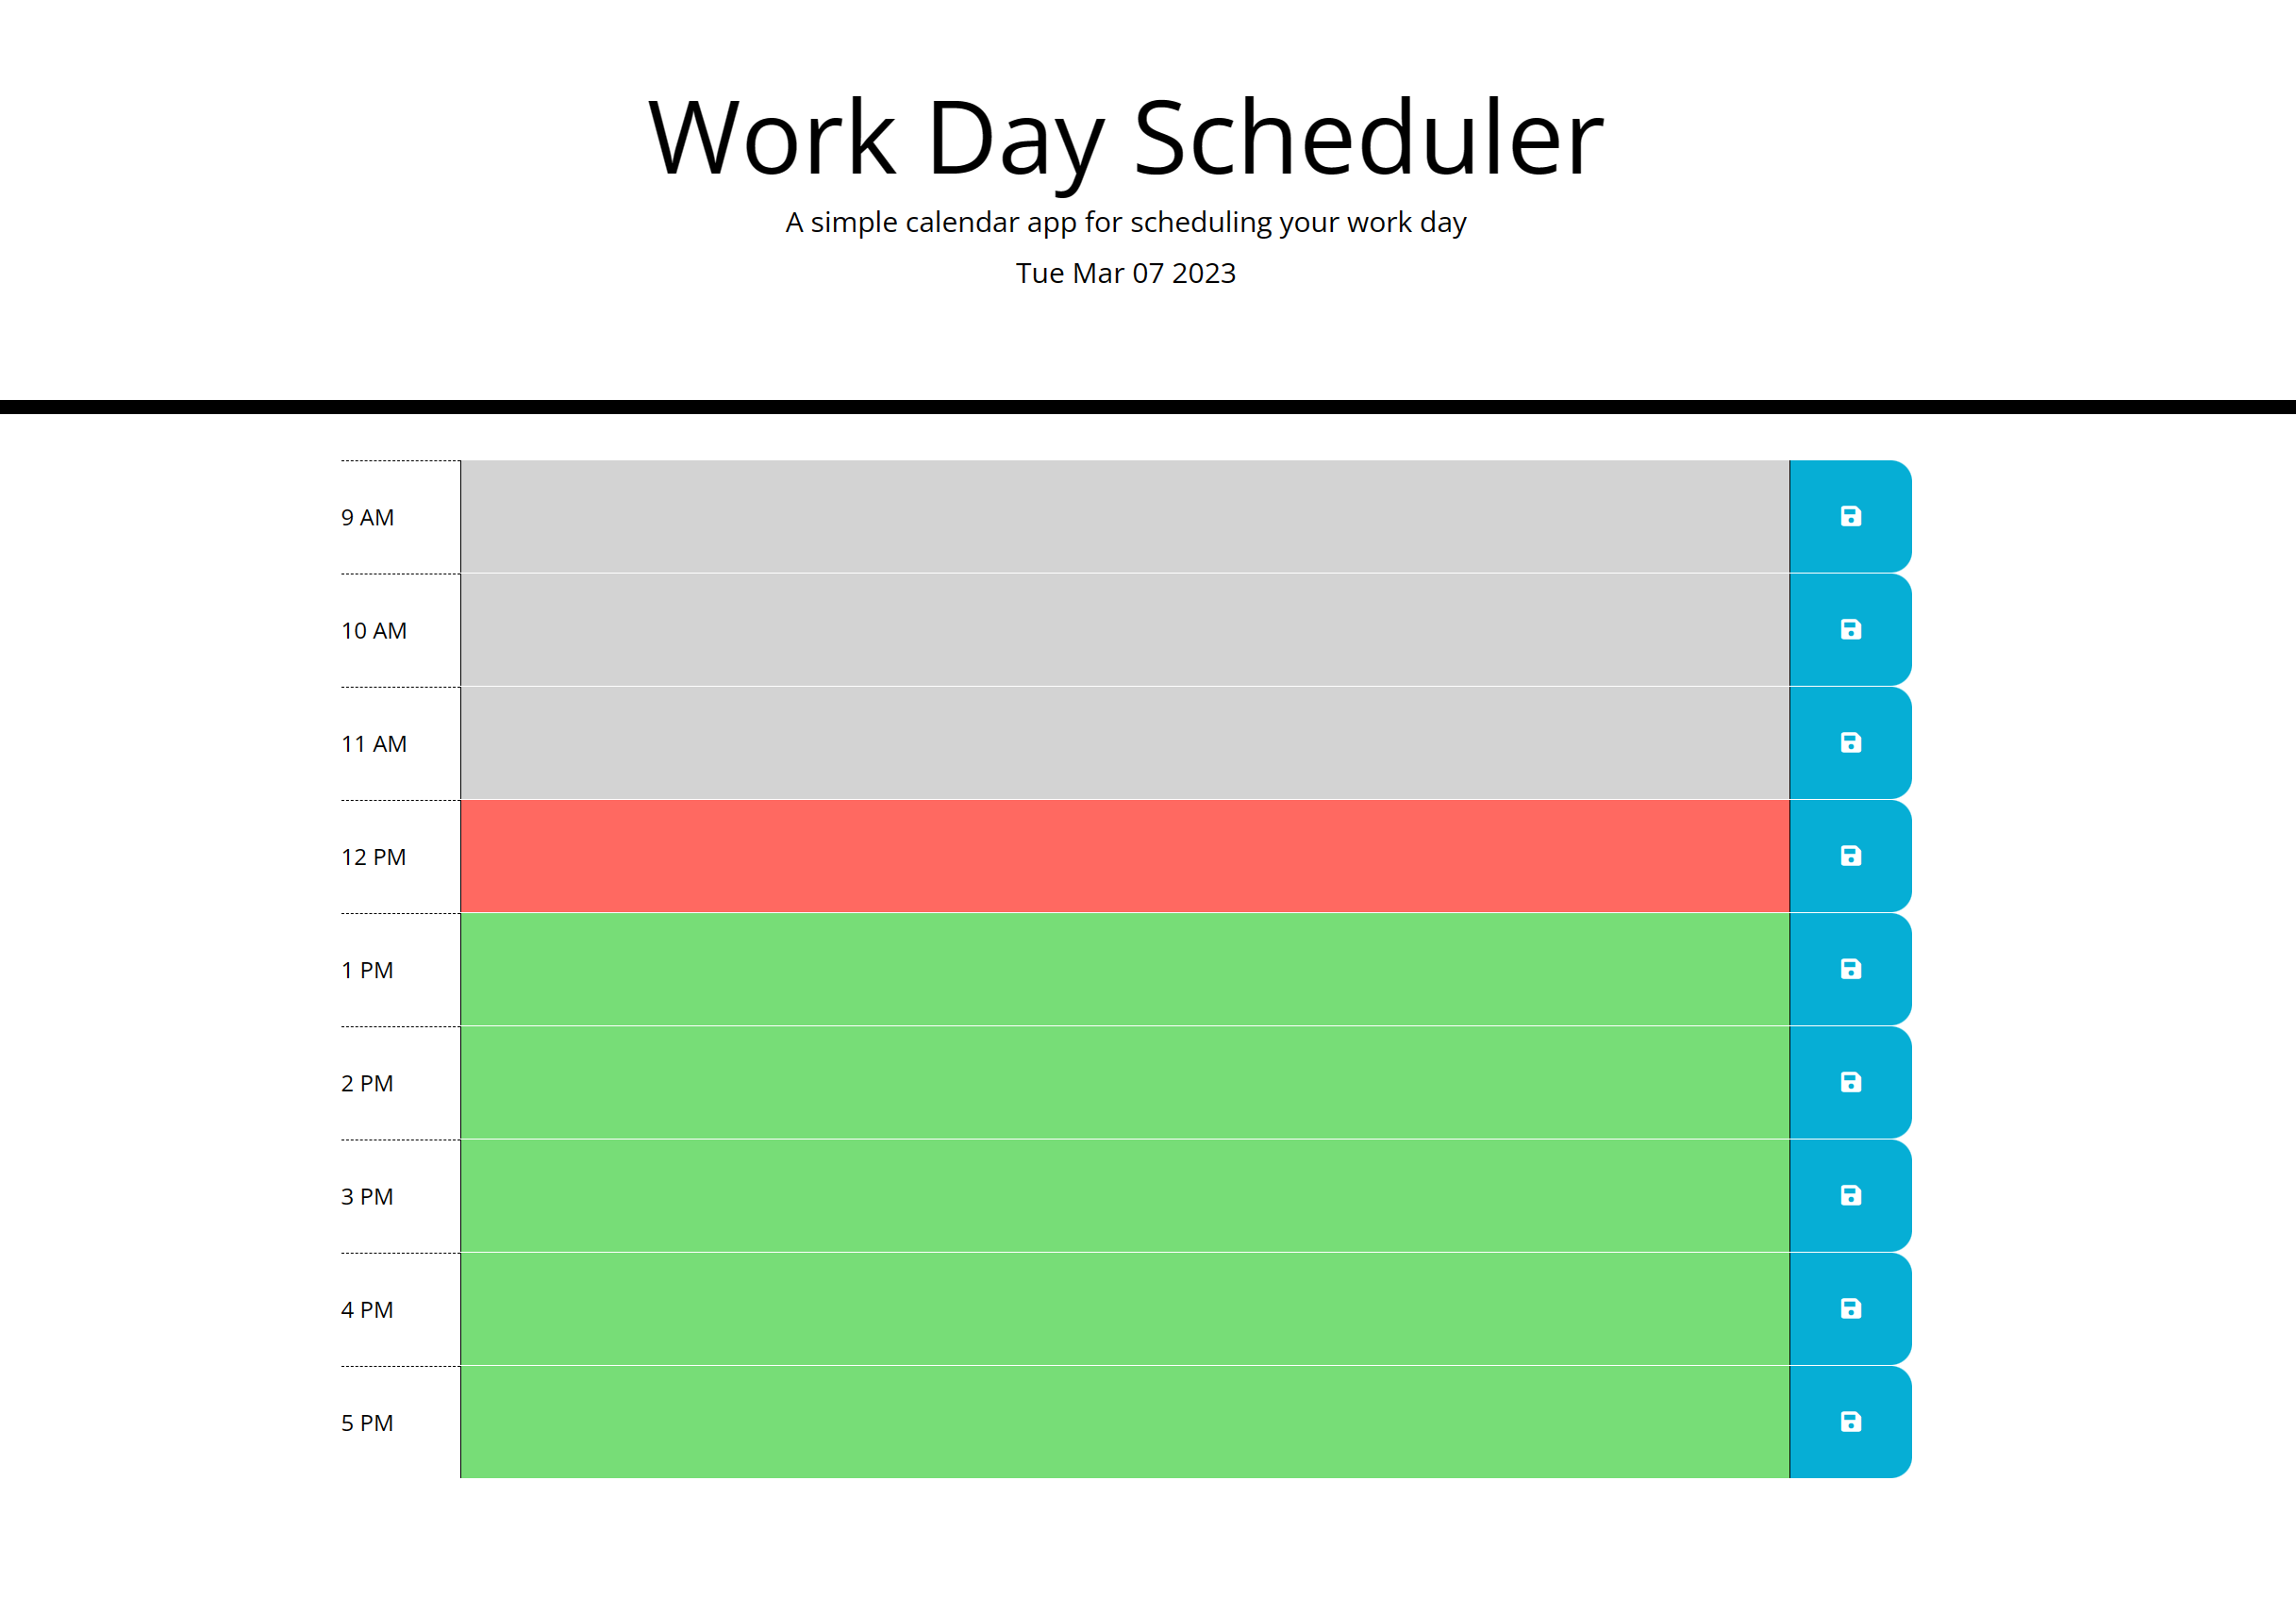 Work Day Scheduler
A simple calendar app for scheduling your work day
Tue Mar 07 2023
9 AM
10 AM
11 AM
12 PM
1 PM
2 PM
3 PM
4 PM
5 PM